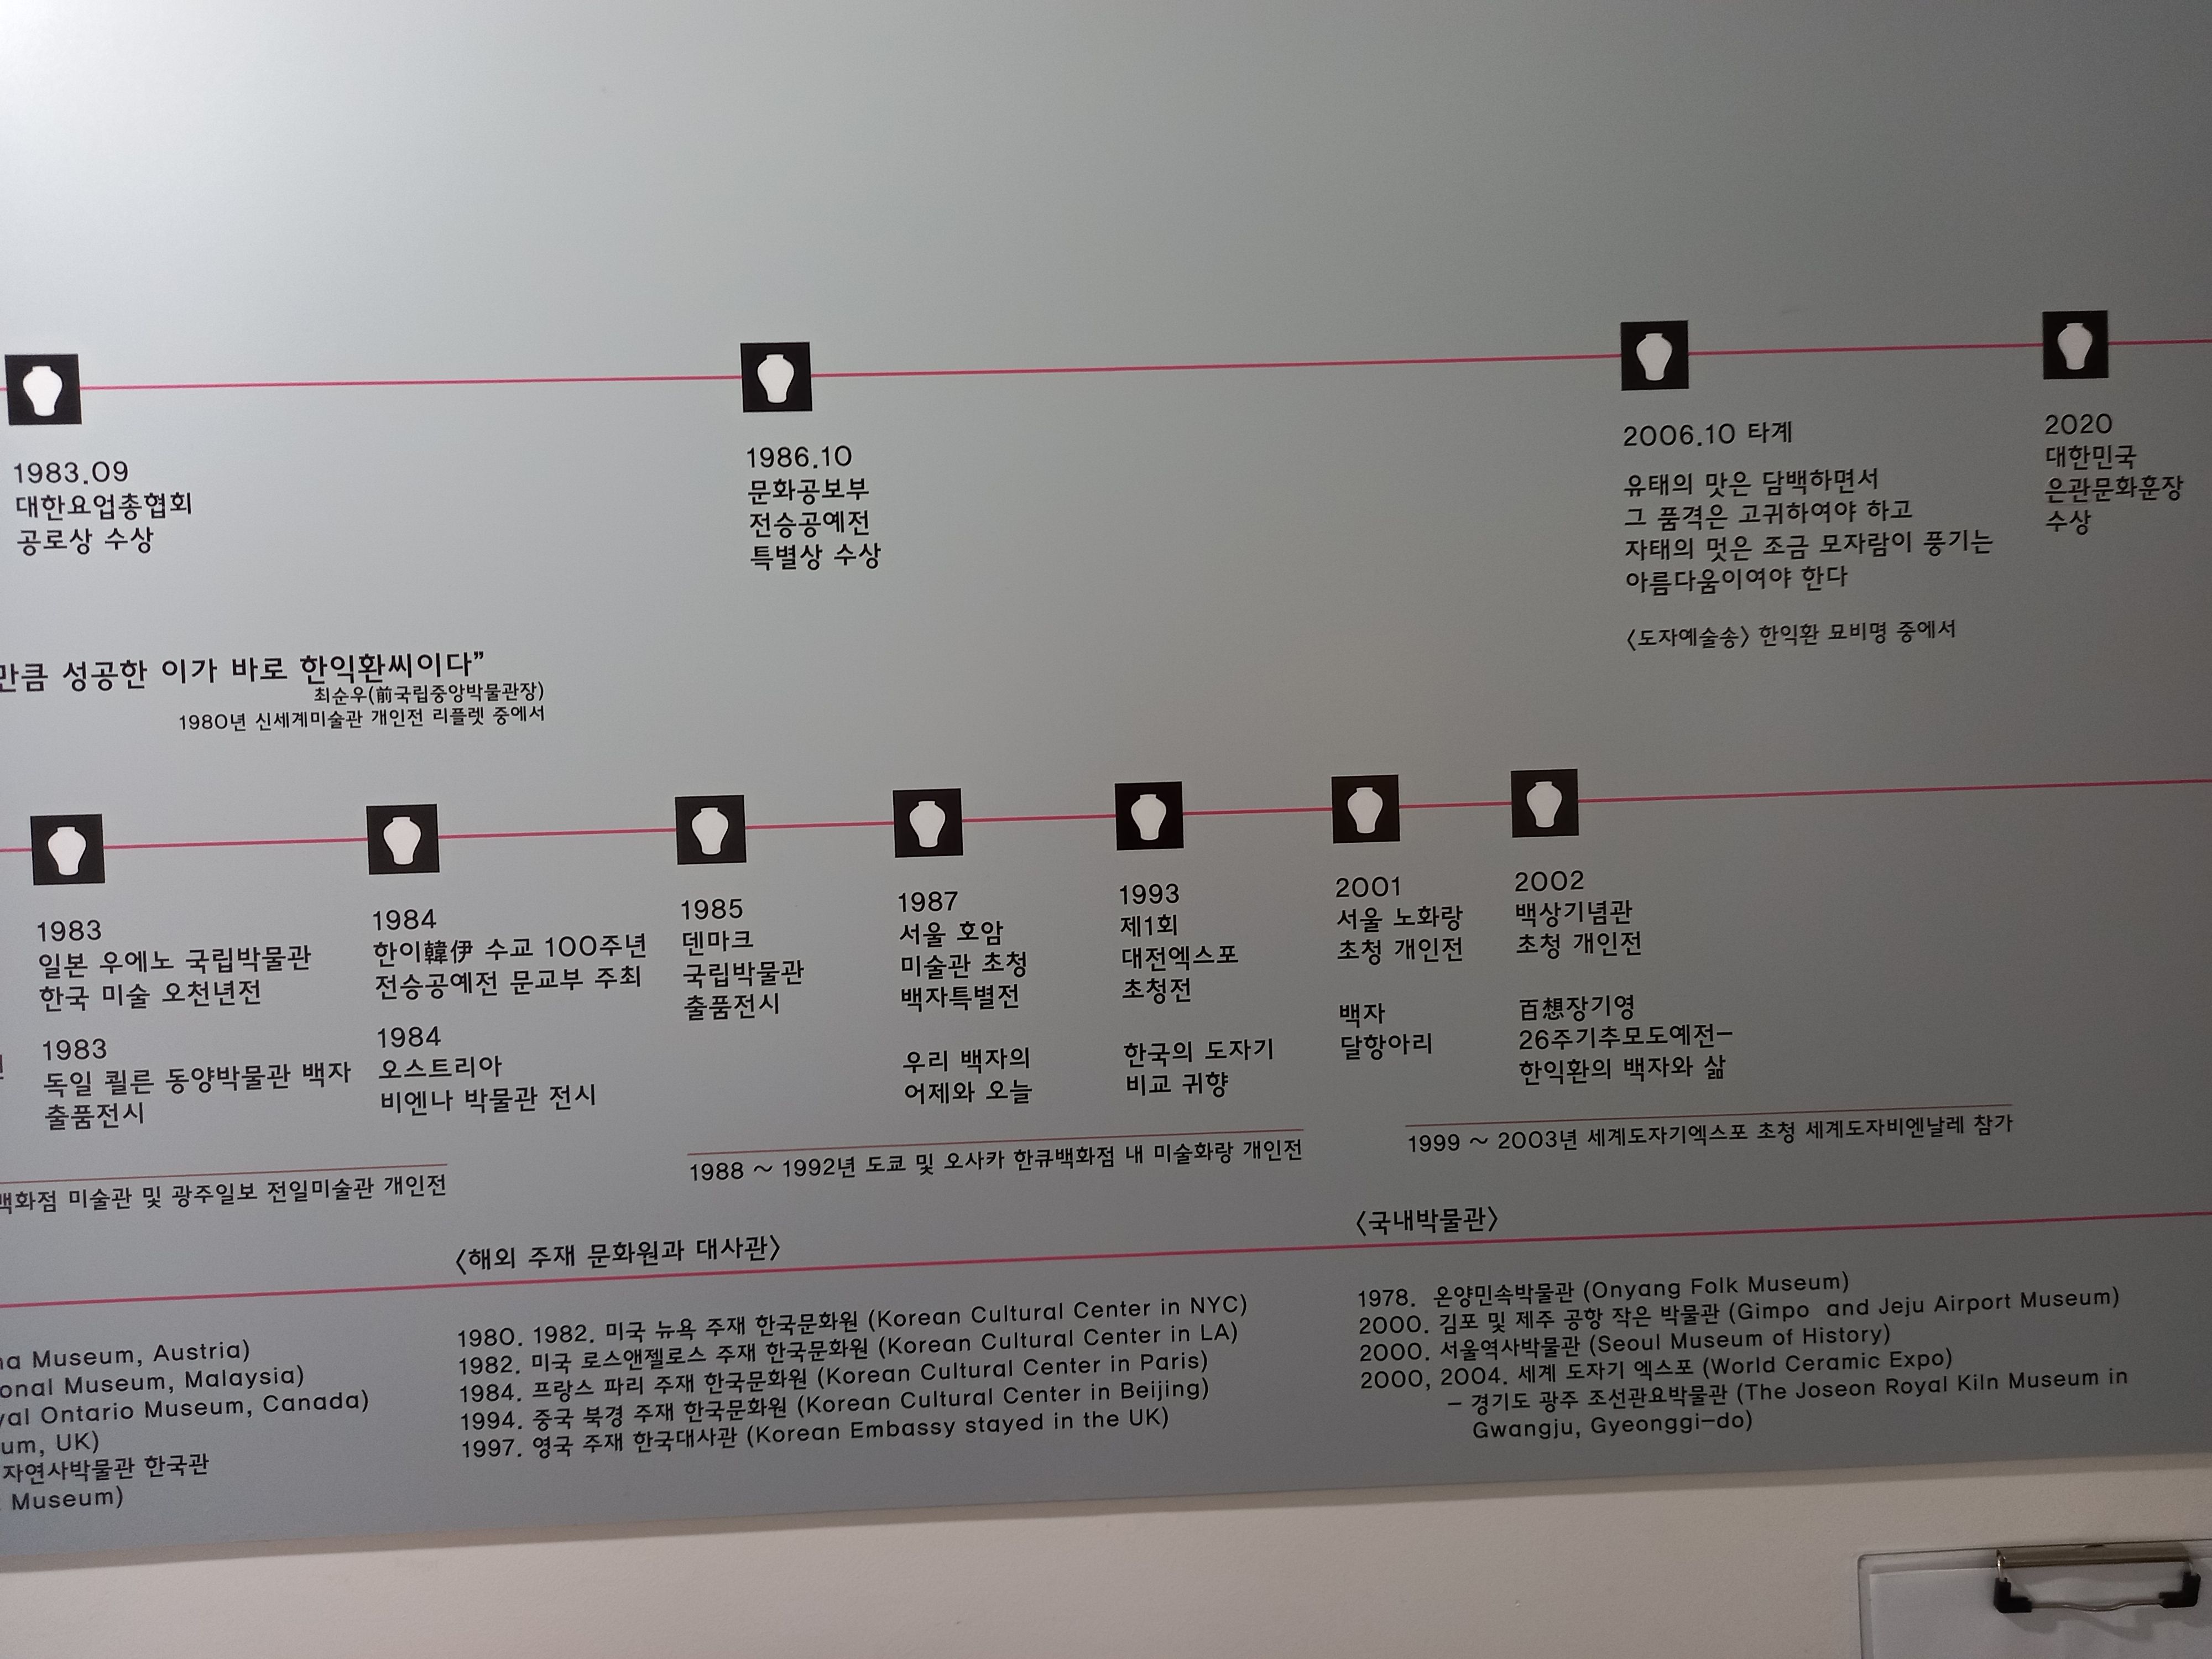 1983.09
대한요업총협회
공로상 수상
1986.10
문화공보부
전승공예전
특별상 수상
2006.10 타계
유태의 맛은 담백하면서
그 품격은 고귀하여야 하고
자태의 멋은 조금 모자람이 풍기는
아름다움이여야 한다
〈도자예술송〉 한익환 묘비명 중에서
2020
대한민국
은관문화훈장
수상
만큼 성공한 이가 바로 한익환씨이다”
최순우(前국립중앙박물관장)
1980년 신세계미술관 개인전 리플렛 중에서
1983
일본 우에노 국립박물관
한국 미술 오천년전
1983
독일 쾰른 동양박물관 백자
출품전시
1984
한이韓伊 수교 100주년
전승공예전 문교부 주최
1984
오스트리아
비엔나 박물관 전시
1985
덴마크
국립박물관
출품전시
1987
서울 호암
미술관 초청
백자특별전
우리 백자의
어제와 오늘
1993
제1회
대전엑스포
초청전
한국의 도자기
비교 귀향
2001
서울 노화랑
초청 개인전
백자
달항아리
2002
백상기념관
초청 개인전
百想장기영
26주기추모도예전–
한익환의 백자와 삶
백화점 미술관 및 광주일보 전일미술관 개인전
1988 ~ 1992년 도쿄 및 오사카 한큐백화점 내 미술화랑 개인전
1999 ~ 2003년 세계도자기엑스포 초청 세계도자비엔날레 참가
Museum, Austria)
Museum, Malaysia)
Ontario Museum, Canada)
UK)
자연사박물관 한국관
Museum)
〈해외 주재 문화원과 대사관〉
1980. 1982. 미국 뉴욕 주재 한국문화원 (Korean Cultural Center in NYC)
1982. 미국 로스앤젤로스 주재 한국문화원 (Korean Cultural Center in LA)
1984. 프랑스 파리 주재 한국문화원 (Korean Cultural Center in Paris)
1994. 중국 북경 주재 한국문화원 (Korean Cultural Center in Beijing)
1997. 영국 주재 한국대사관 (Korean Embassy stayed in the UK)
〈국내박물관〉
1978. 온양민속박물관 (Onyang Folk Museum)
2000. 김포 및 제주 공항 작은 박물관 (Gimpo and Jeju Airport Museum)
2000. 서울역사박물관 (Seoul Museum of History)
2000, 2004. 세계 도자기 엑스포 (World Ceramic Expo)
– 경기도 광주 조선관요박물관 (The Joseon Royal Kiln Museum in
Gwangju, Gyeonggi–do)